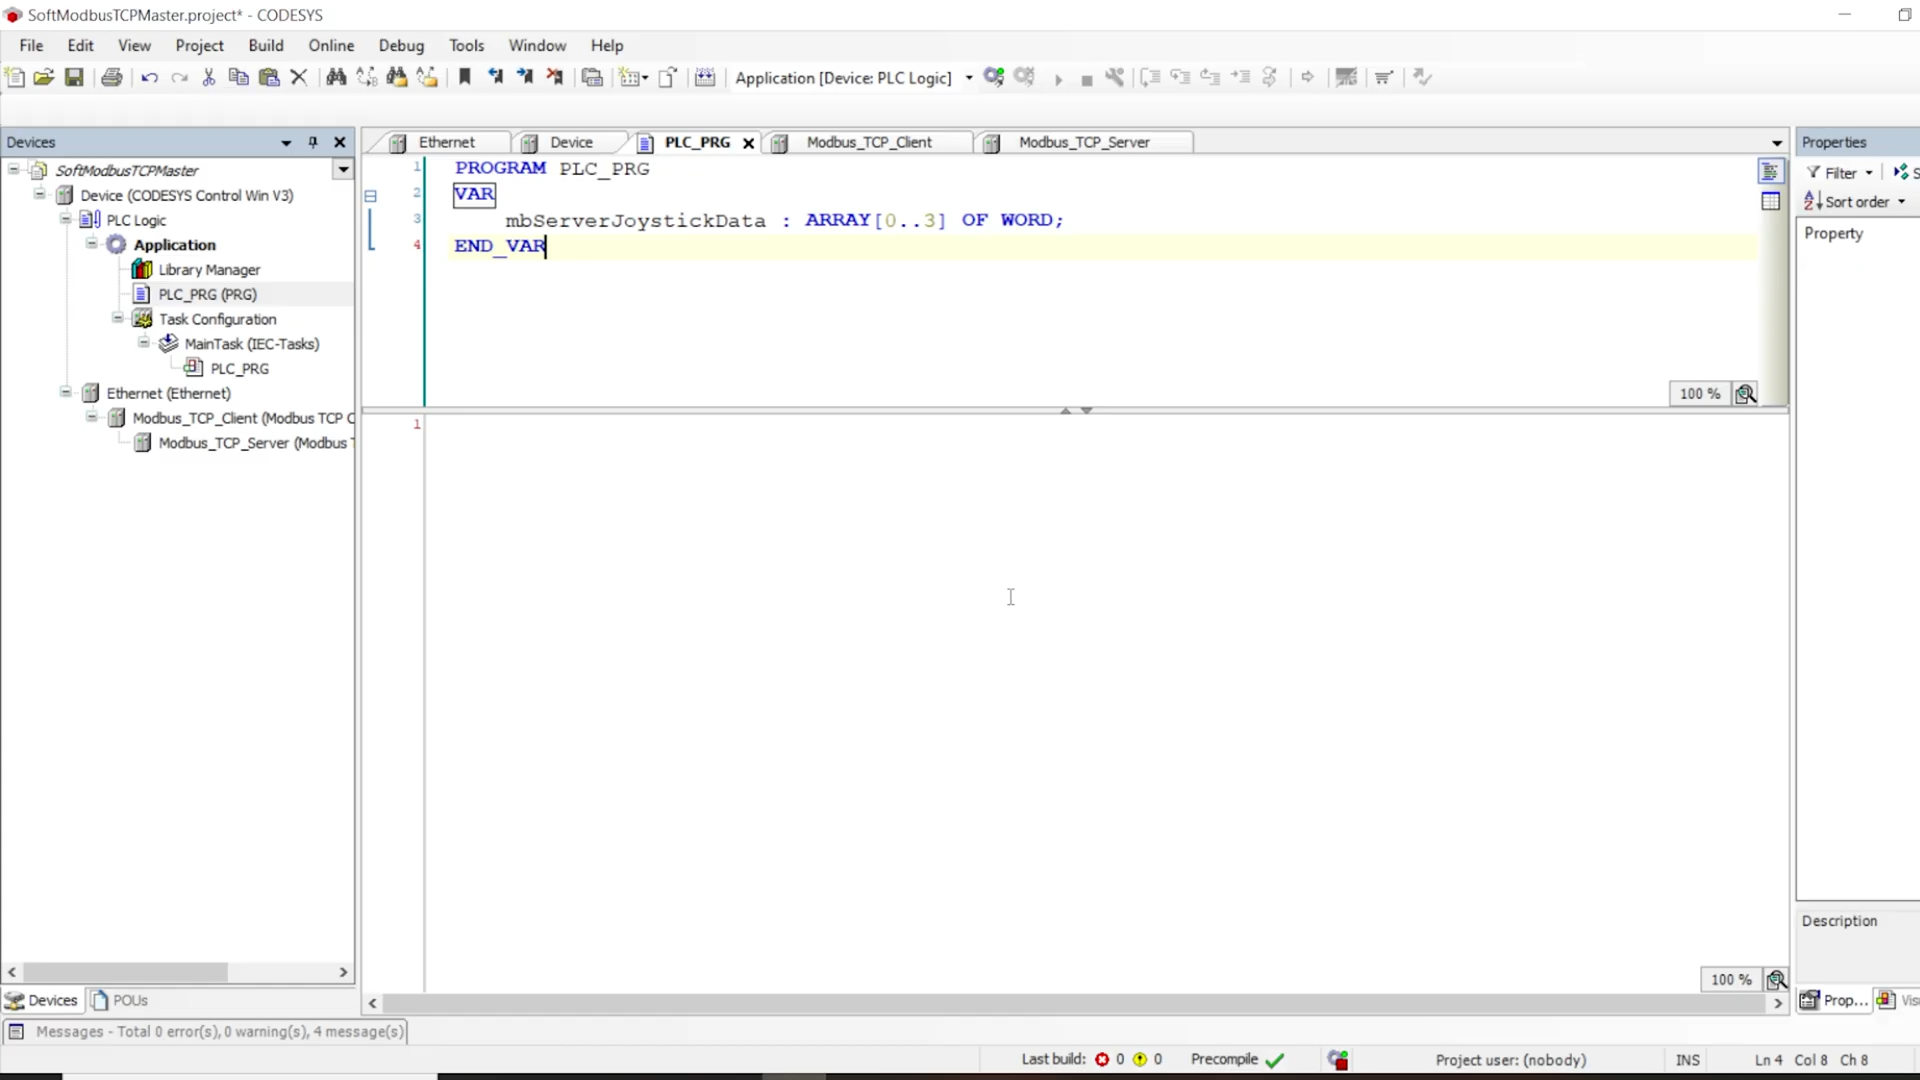 SoftModbusTCPMaster.project* - CODESYS
File Edit View Project Build Online Debug Tools Window Help
Application [Device: PLC Logic]
Devices
Ethernet Device PLC_PRG Modbus_TCP_Client Modbus_TCP_Server
Properties
SoftModbusTCPMaster
Device (CODESYS Control Win V3)
PLC Logic
Application
Library Manager
PLC_PRG (PRG)
Task Configuration
MainTask (IEC-Tasks)
PLC_PRG
Ethernet (Ethernet)
Modbus_TCP_Client (Modbus TCP C
Modbus_TCP_Server (Modbus T
1 PROGRAM PLC_PRG
2 VAR
3 mbServerJoystickData : ARRAY[0..3] OF WORD;
4 END_VAR
100 %
1
100 %
Filter S
Sort order
Property
Description
Devices POUs
Prop... Vis
Messages - Total 0 error(s), 0 warning(s), 4 message(s)
Last build: 0 0 Precompile Project user: (nobody) INS Ln 4 Col 8 Ch 8